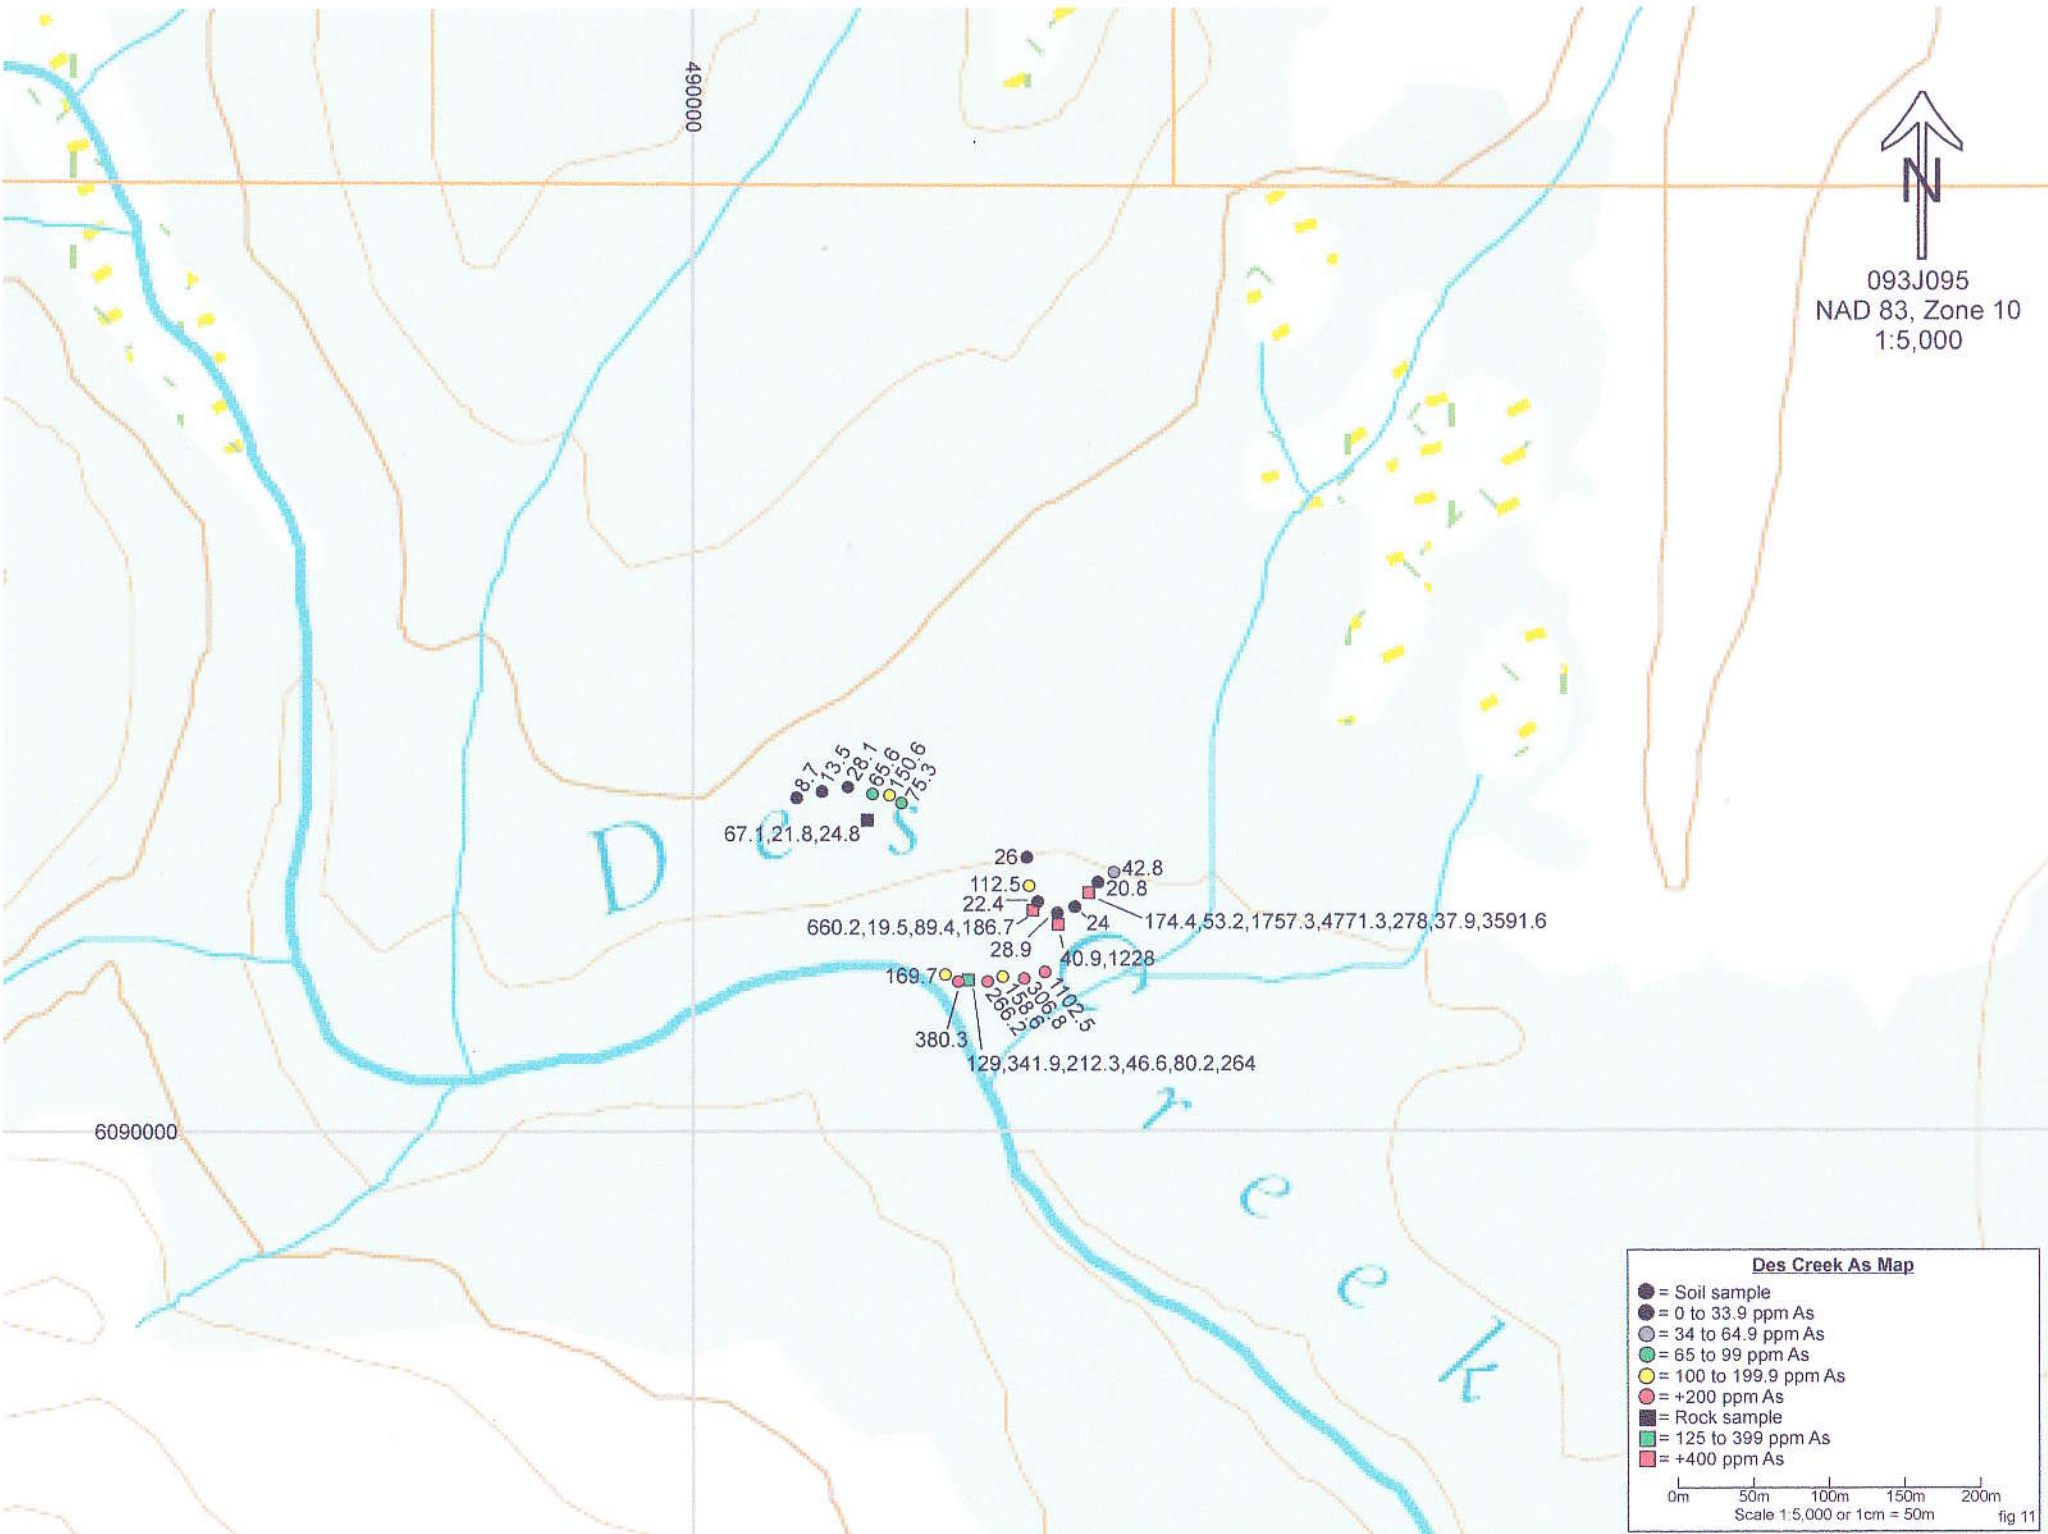 490000
N
093J095
NAD 83, Zone 10
1:5,000
8.7
13.5
28.1
65.6
150.6
75.3
67.1,21.8,24.8
Des Creek
26
42.8
112.5
20.8
22.4
24
174.4,53.2,1757.3,4771.3,278,37.9,3591.6
660.2,19.5,89.4,186.7
28.9
40.9,1228
169.7
380.3
266.2
158.6
306.8
1102.5
129,341.9,212.3,46.6,80.2,264
6090000
Des Creek As Map
= Soil sample
= 0 to 33.9 ppm As
= 34 to 64.9 ppm As
= 65 to 99 ppm As
= 100 to 199.9 ppm As
= +200 ppm As
= Rock sample
= 125 to 399 ppm As
= +400 ppm As
0m 50m 100m 150m 200m
Scale 1:5,000 or 1cm = 50m
fig 11